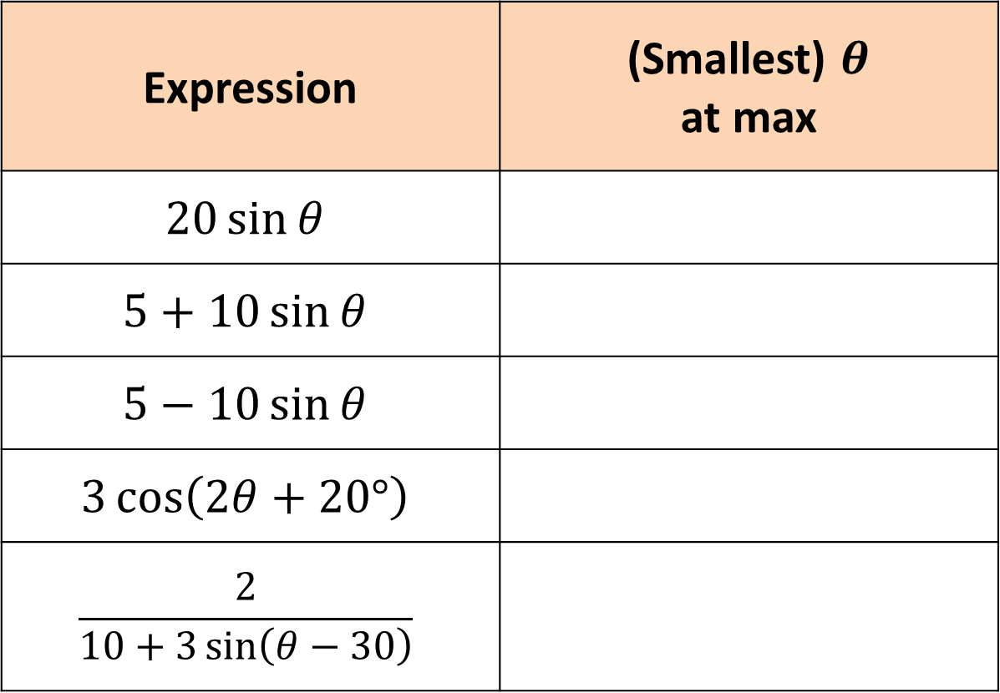 Expression
(Smallest) θ
at max
20 sin θ
5 + 10 sin θ
5 − 10 sin θ
3 cos(2θ + 20°)
2
10 + 3 sin(θ − 30)